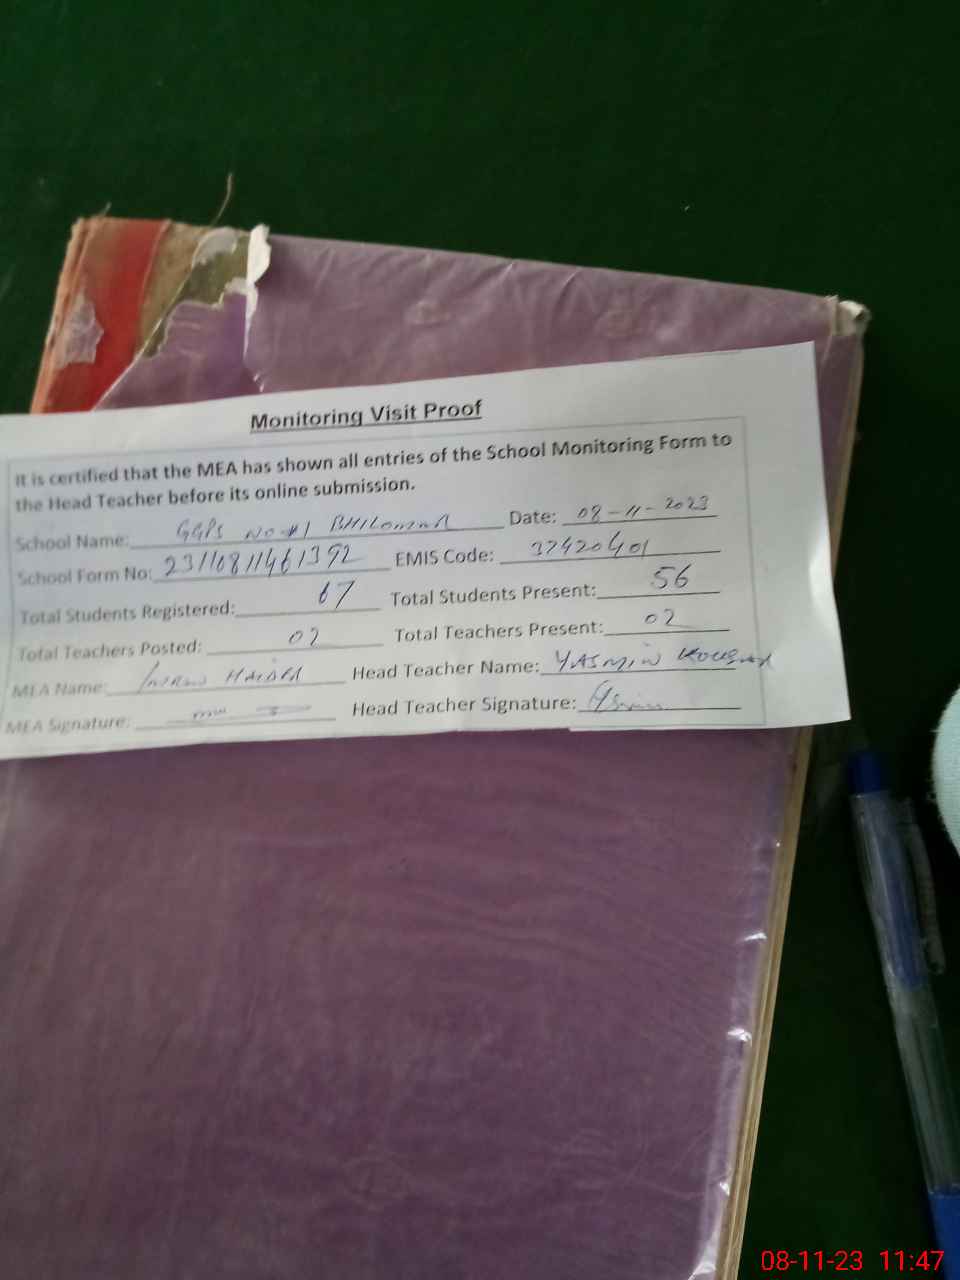 Monitoring Visit Proof
It is certified that the MEA has shown all entries of the School Monitoring Form to
the Head Teacher before its online submission.
School Name: GGPS NO #1 Date: 08-11-2023
School Form No: 23110811461392 EMIS Code: 37420401
Total Students Registered: 67 Total Students Present: 56
Total Teachers Posted: 02 Total Teachers Present: 02
MEA Name: Haider Head Teacher Name: YASMIN
MEA Signature: Head Teacher Signature:
08-11-23 11:47